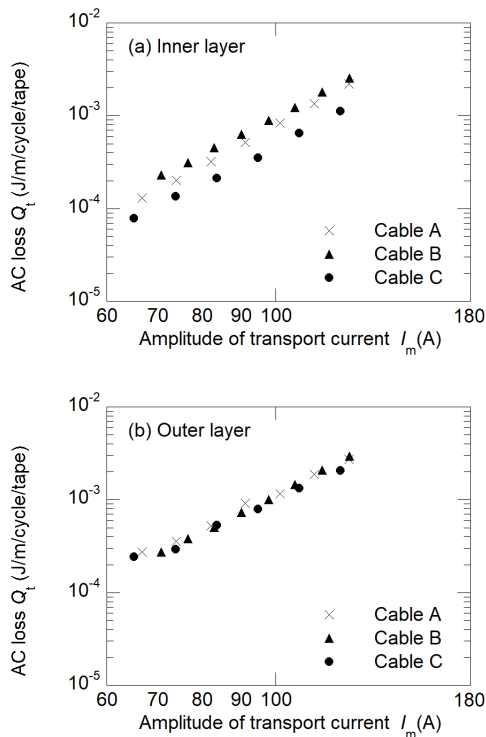 (a) Inner layer
AC loss Q_t (J/m/cycle/tape)
10^-2
10^-3
10^-4
10^-5
Cable A
Cable B
Cable C
60 70 80 90 100 180
Amplitude of transport current I_m(A)
(b) Outer layer
AC loss Q_t (J/m/cycle/tape)
10^-2
10^-3
10^-4
10^-5
Cable A
Cable B
Cable C
60 70 80 90 100 180
Amplitude of transport current I_m(A)